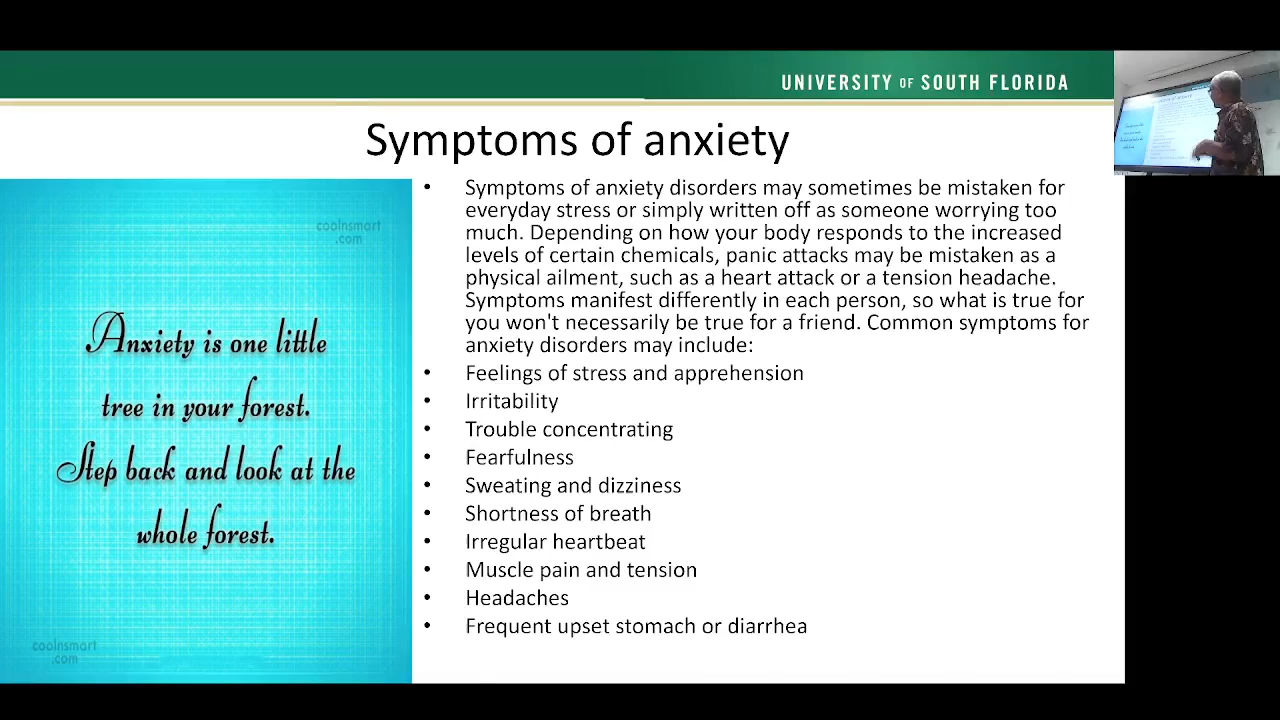 UNIVERSITY OF SOUTH FLORIDA
Symptoms of anxiety
coolnsmart
.com
Anxiety is one little
tree in your forest.
Step back and look at the
whole forest.
coolnsmart
.com
• Symptoms of anxiety disorders may sometimes be mistaken for
everyday stress or simply written off as someone worrying too
much. Depending on how your body responds to the increased
levels of certain chemicals, panic attacks may be mistaken as a
physical ailment, such as a heart attack or a tension headache.
Symptoms manifest differently in each person, so what is true for
you won't necessarily be true for a friend. Common symptoms for
anxiety disorders may include:
• Feelings of stress and apprehension
• Irritability
• Trouble concentrating
• Fearfulness
• Sweating and dizziness
• Shortness of breath
• Irregular heartbeat
• Muscle pain and tension
• Headaches
• Frequent upset stomach or diarrhea